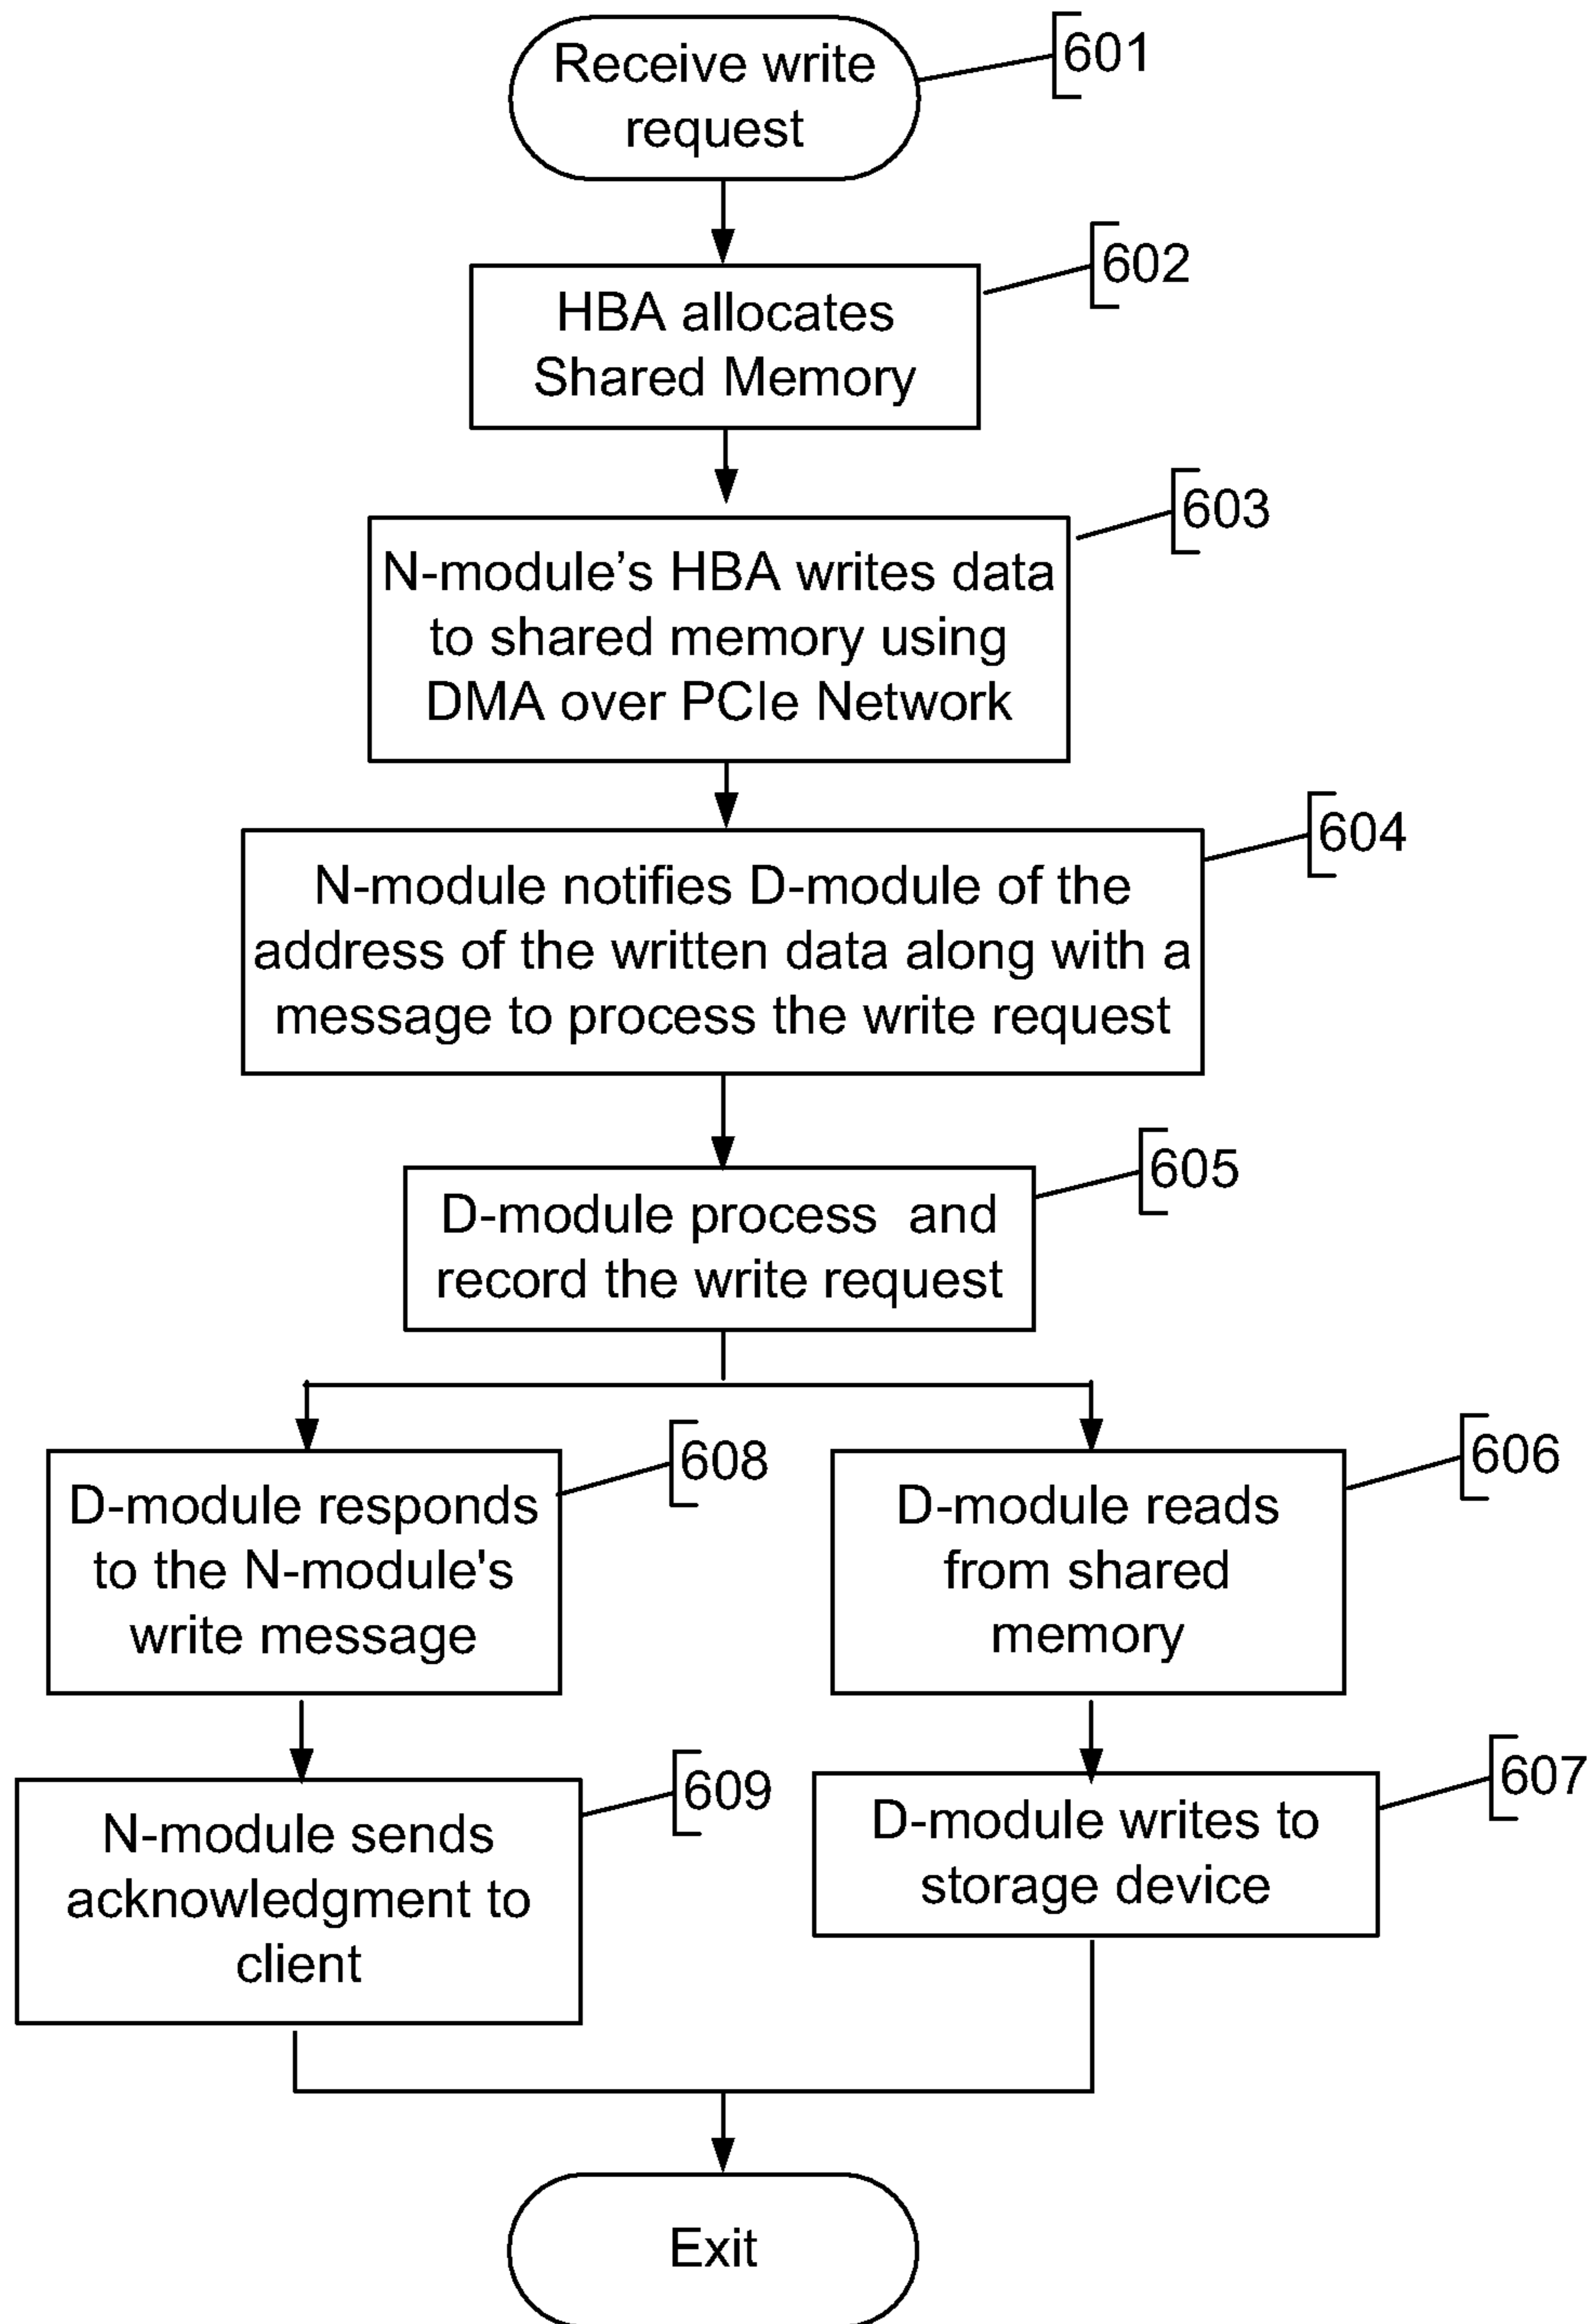 Receive write
request
601
HBA allocates
Shared Memory
602
N-module’s HBA writes data
to shared memory using
DMA over PCIe Network
603
N-module notifies D-module of the
address of the written data along with a
message to process the write request
604
D-module process  and
record the write request
605
D-module responds
to the N-module's
write message
608
D-module reads
from shared
memory
606
N-module sends
acknowledgment to
client
609
D-module writes to
storage device
607
Exit